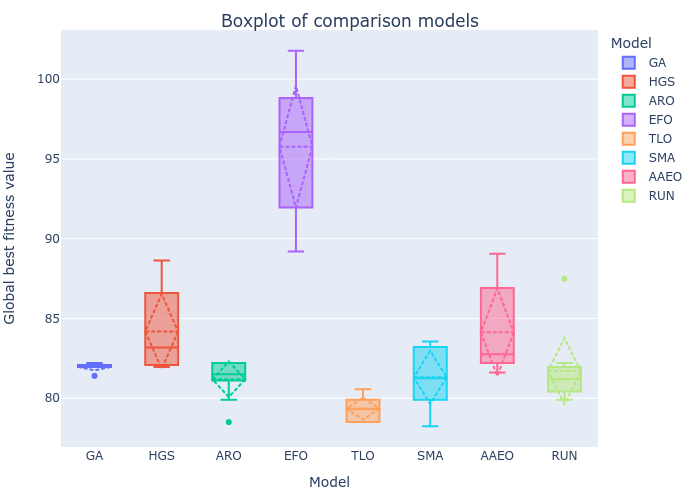 Boxplot of comparison models
Global best fitness value
100
95
90
85
80
GA HGS ARO EFO TLO SMA AAEO RUN
Model
Model
GA
HGS
ARO
EFO
TLO
SMA
AAEO
RUN